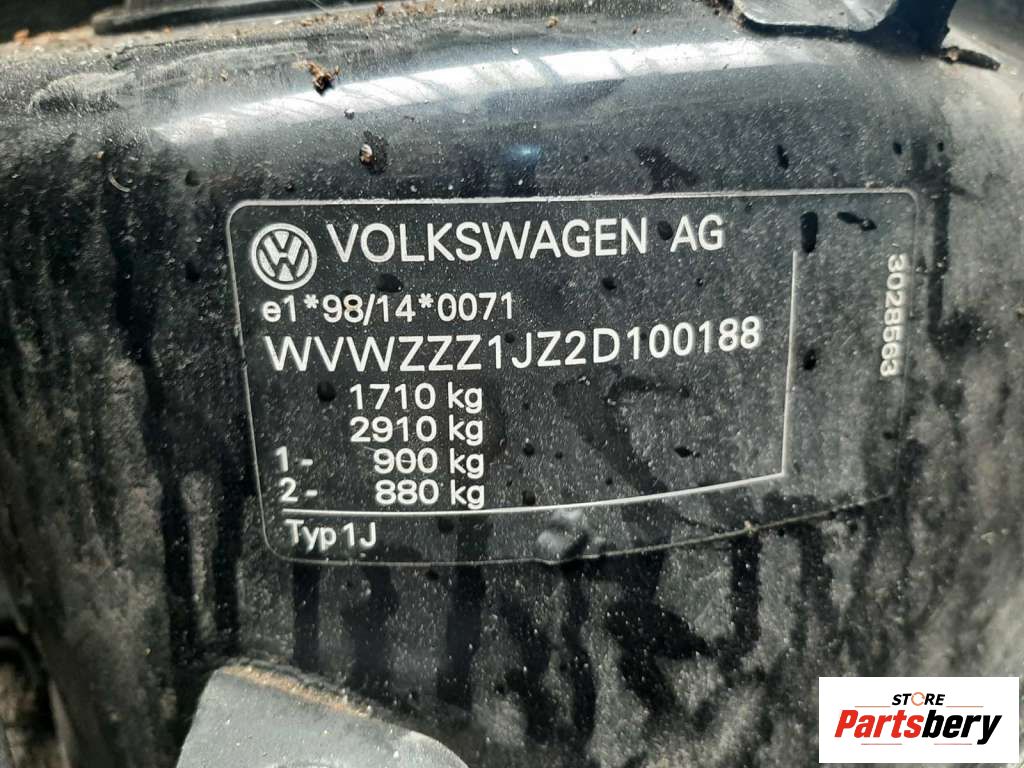 VOLKSWAGEN AG
e1*98/14*0071
WVWZZZ1JZ2D100188
1710 kg
2910 kg
1- 900 kg
2- 880 kg
Typ 1J
3028563
STORE
Partsbery